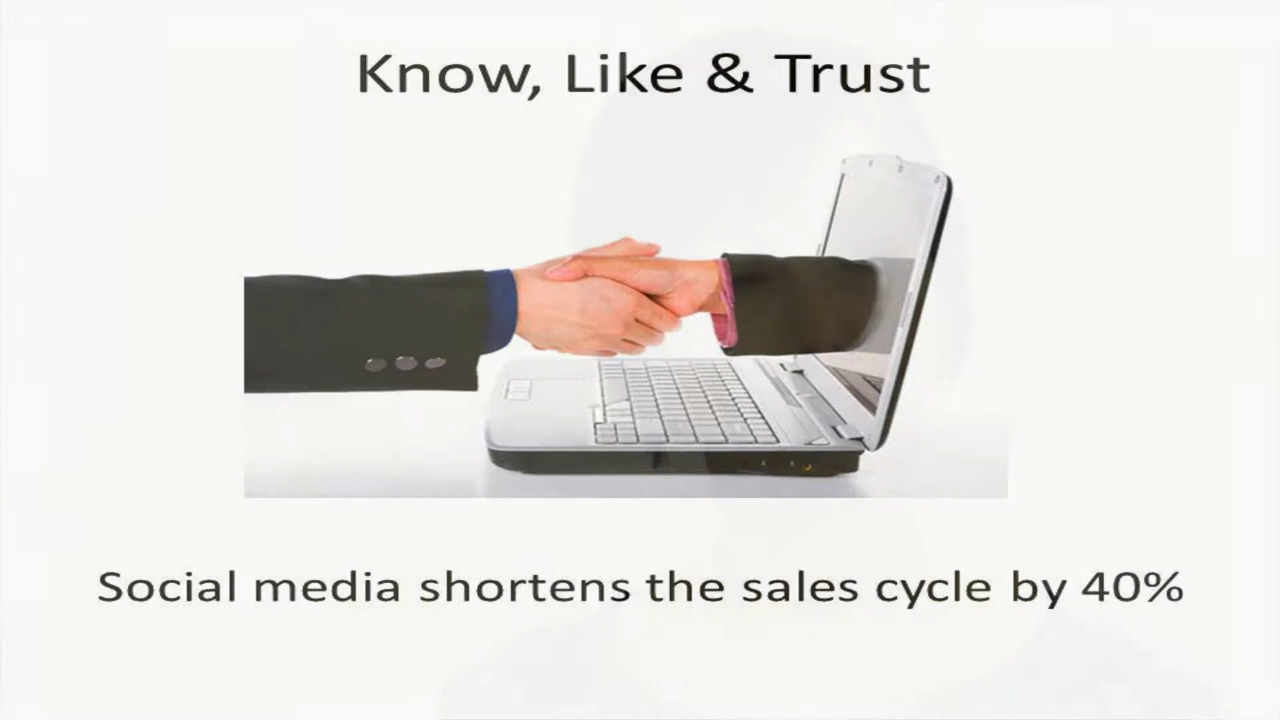 Know, Like & Trust
Social media shortens the sales cycle by 40%